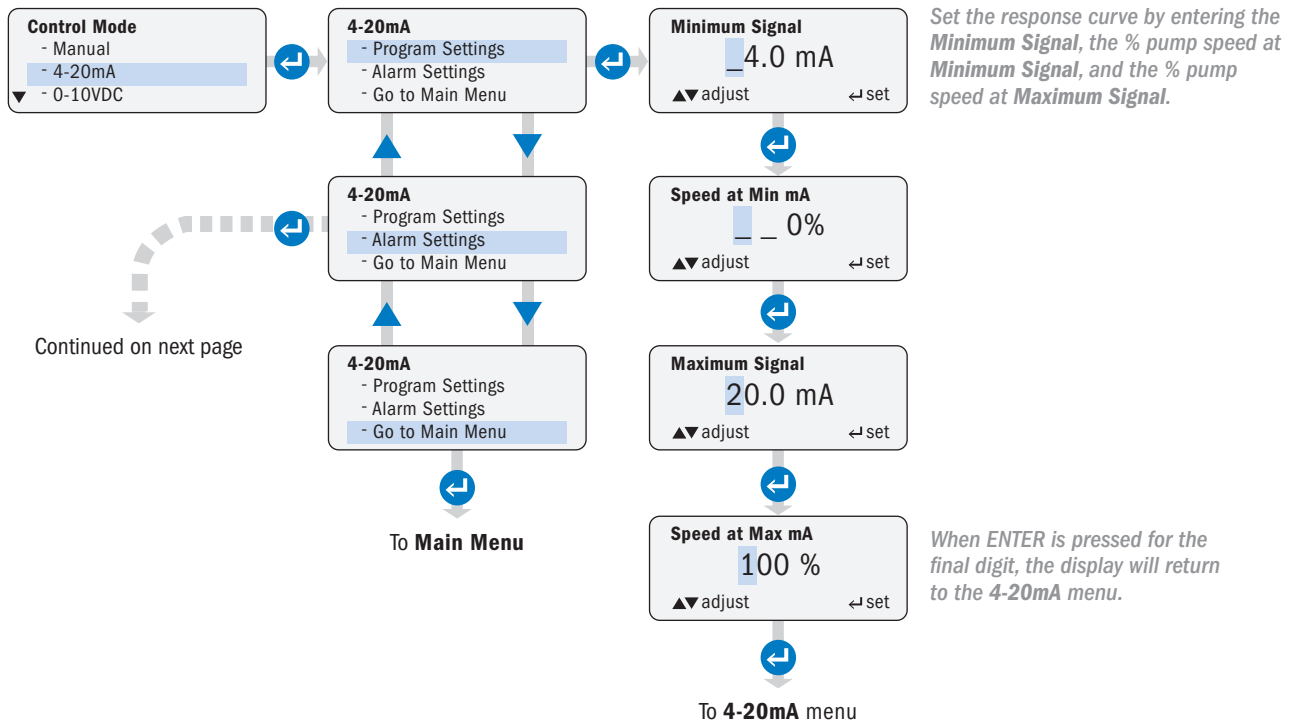 Control Mode
- Manual
- 4-20mA
▼ - 0-10VDC
4-20mA
- Program Settings
- Alarm Settings
- Go to Main Menu
Minimum Signal
_4.0 mA
▲▼ adjust ↵ set
Set the response curve by entering the
Minimum Signal, the % pump speed at
Minimum Signal, and the % pump
speed at Maximum Signal.
4-20mA
- Program Settings
- Alarm Settings
- Go to Main Menu
Speed at Min mA
_ _ 0%
▲▼ adjust ↵ set
Continued on next page
4-20mA
- Program Settings
- Alarm Settings
- Go to Main Menu
Maximum Signal
20.0 mA
▲▼ adjust ↵ set
To Main Menu
Speed at Max mA
100 %
▲▼ adjust ↵ set
When ENTER is pressed for the
final digit, the display will return
to the 4-20mA menu.
To 4-20mA menu